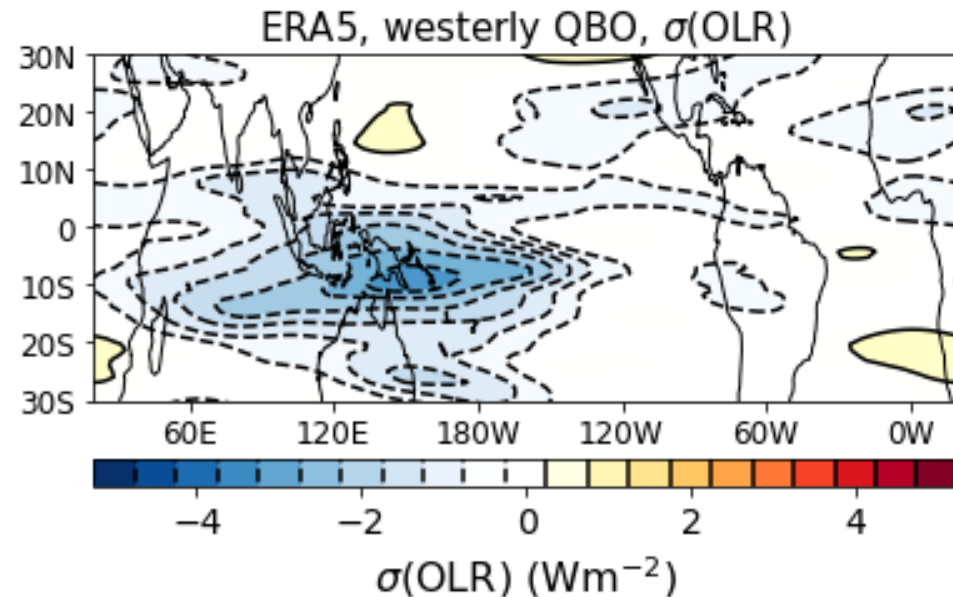 ERA5, westerly QBO, σ(OLR)
30N
20N
10N
0
10S
20S
30S
60E 120E 180W 120W 60W 0W
−4 −2 0 2 4
σ(OLR) (Wm⁻²)